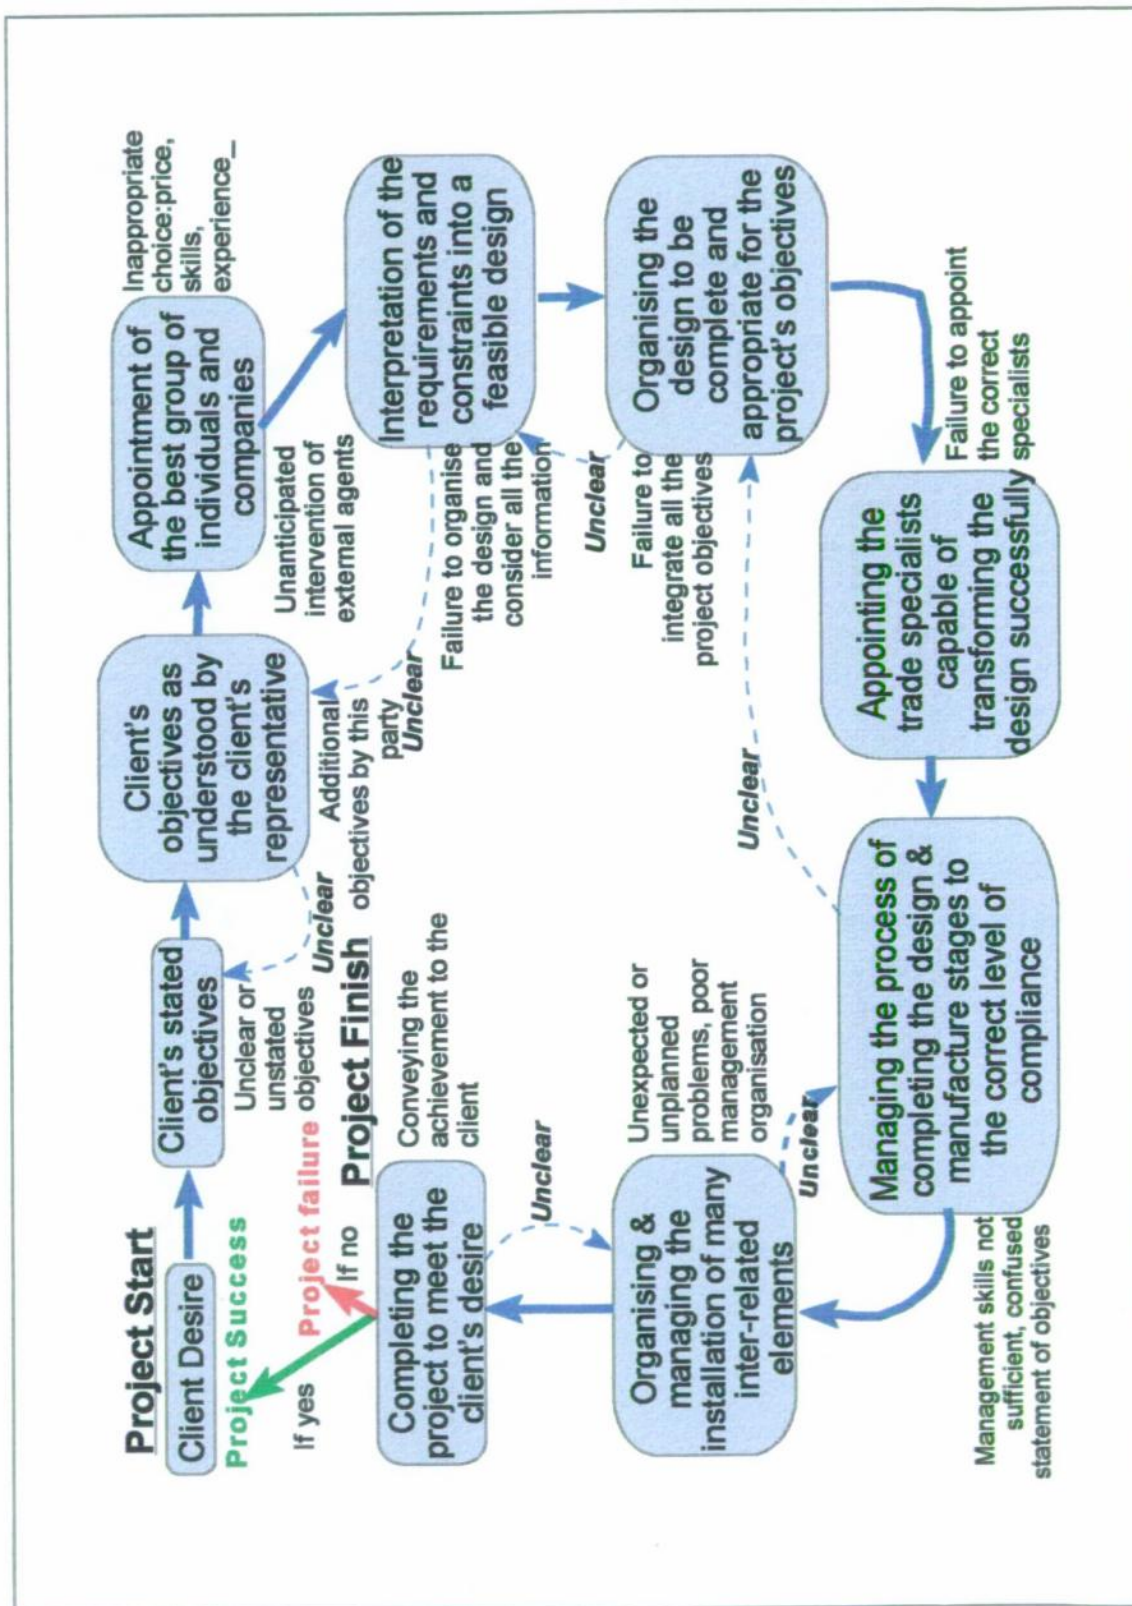 Project Start
Client Desire
Client's stated
objectives
Client's
objectives as
understood by
the client's
representative
Appointment of
the best group of
individuals and
companies
Inappropriate
choice:price,
skills,
experience_
Project Success
If yes
Project failure
If no
Unclear or
unstated
objectives
Unclear
Project Finish
Additional
objectives by this
party
Unclear
Unanticipated
intervention of
external agents
Interpretation of the
requirements and
constraints into a
feasible design
Failure to organise
the design and
consider all the
information
Unclear
Completing the
project to meet the
client's desire
Conveying the
achievement to the
client
Unclear
Failure to
integrate all the
project objectives
Organising the
design to be
complete and
appropriate for the
project's objectives
Organising &
managing the
installation of many
inter-related
elements
Unexpected or
unplanned
problems, poor
management
organisation
Unclear
Unclear
Management skills not
sufficient, confused
statement of objectives
Managing the process of
completing the design &
manufacture stages to
the correct level of
compliance
Appointing the
trade specialists
capable of
transforming the
design successfully
Failure to appoint
the correct
specialists